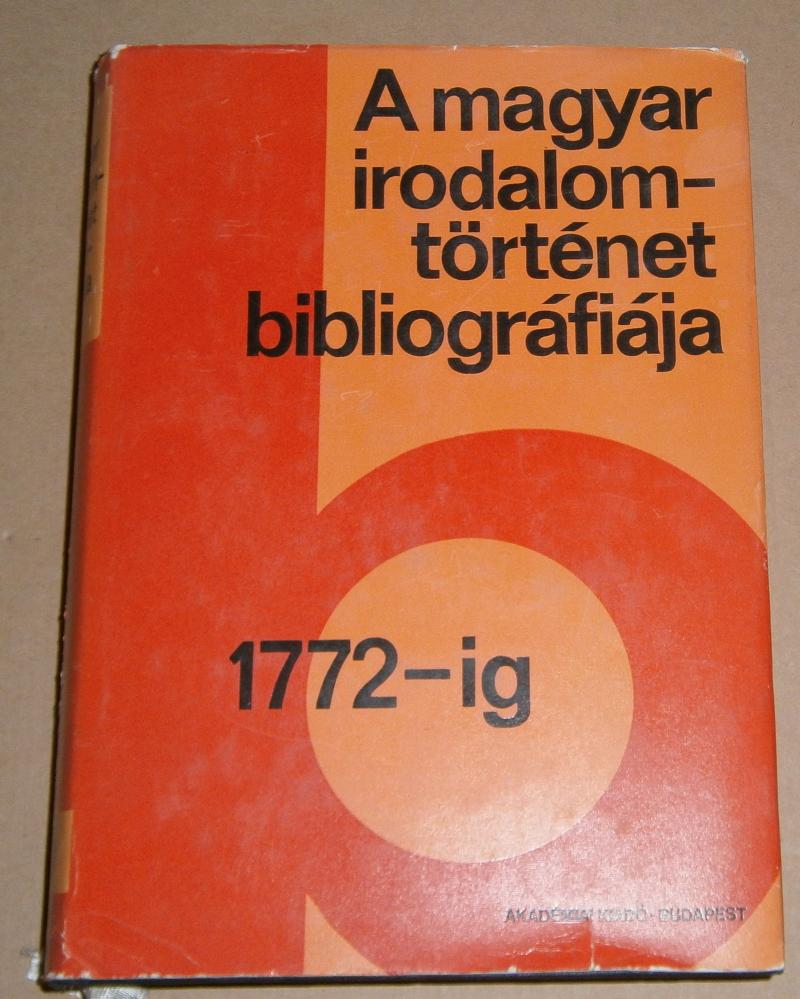 A magyar
irodalom-
történet
bibliográfiája
1772-ig
AKADÉMIAI KIADÓ · BUDAPEST